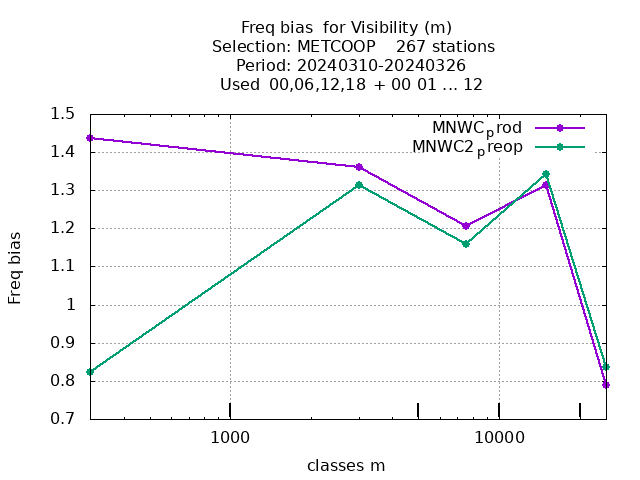 Freq bias  for Visibility (m)
Selection: METCOOP    267 stations
Period: 20240310-20240326
Used  00,06,12,18  + 00 01 ... 12
1.5
1.4
1.3
1.2
1.1
1
0.9
0.8
0.7
Freq bias
MNWCprod
MNWC2preop
1000
10000
classes m